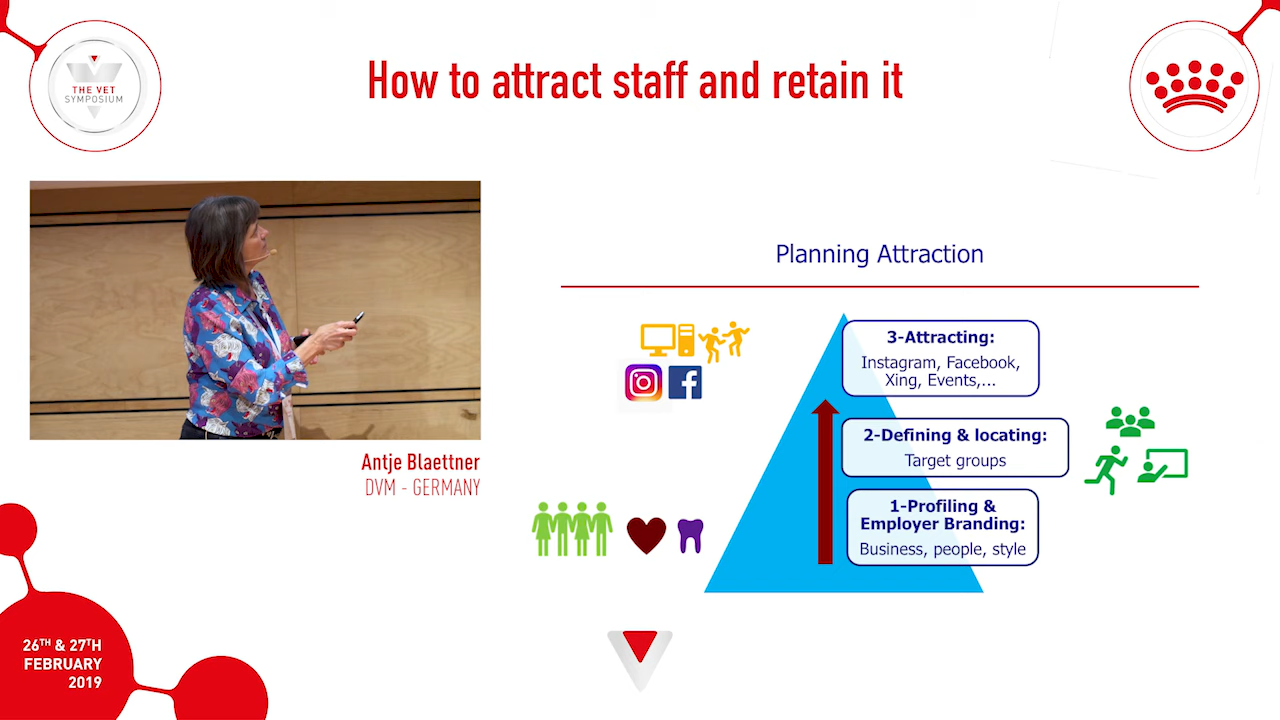 THE VET
SYMPOSIUM
How to attract staff and retain it
Planning Attraction
3-Attracting:
Instagram, Facebook,
Xing, Events,...
2-Defining & locating:
Target groups
1-Profiling &
Employer Branding:
Business, people, style
Antje Blaettner
DVM - GERMANY
26TH & 27TH
FEBRUARY
2019